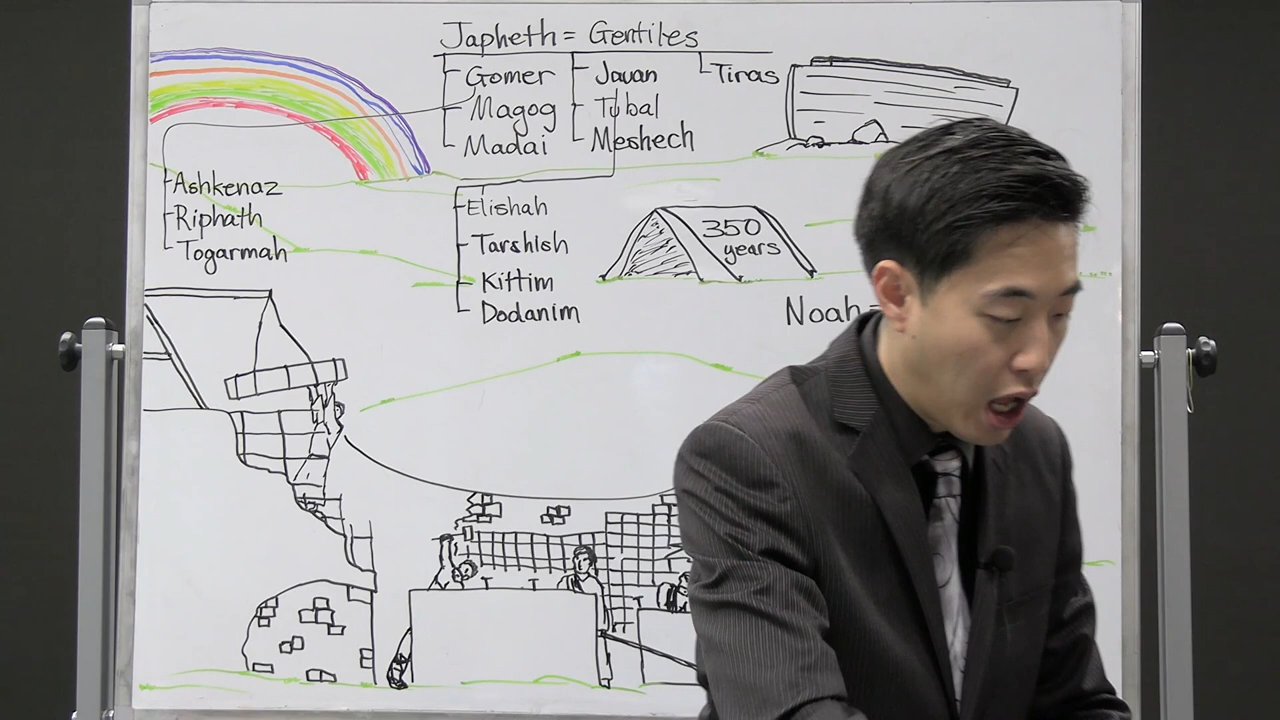 Japheth = Gentiles
Gomer
Magog
Madai
Javan
Tubal
Meshech
Tiras
Ashkenaz
Riphath
Togarmah
Elishah
Tarshish
Kittim
Dodanim
350
years
Noah=